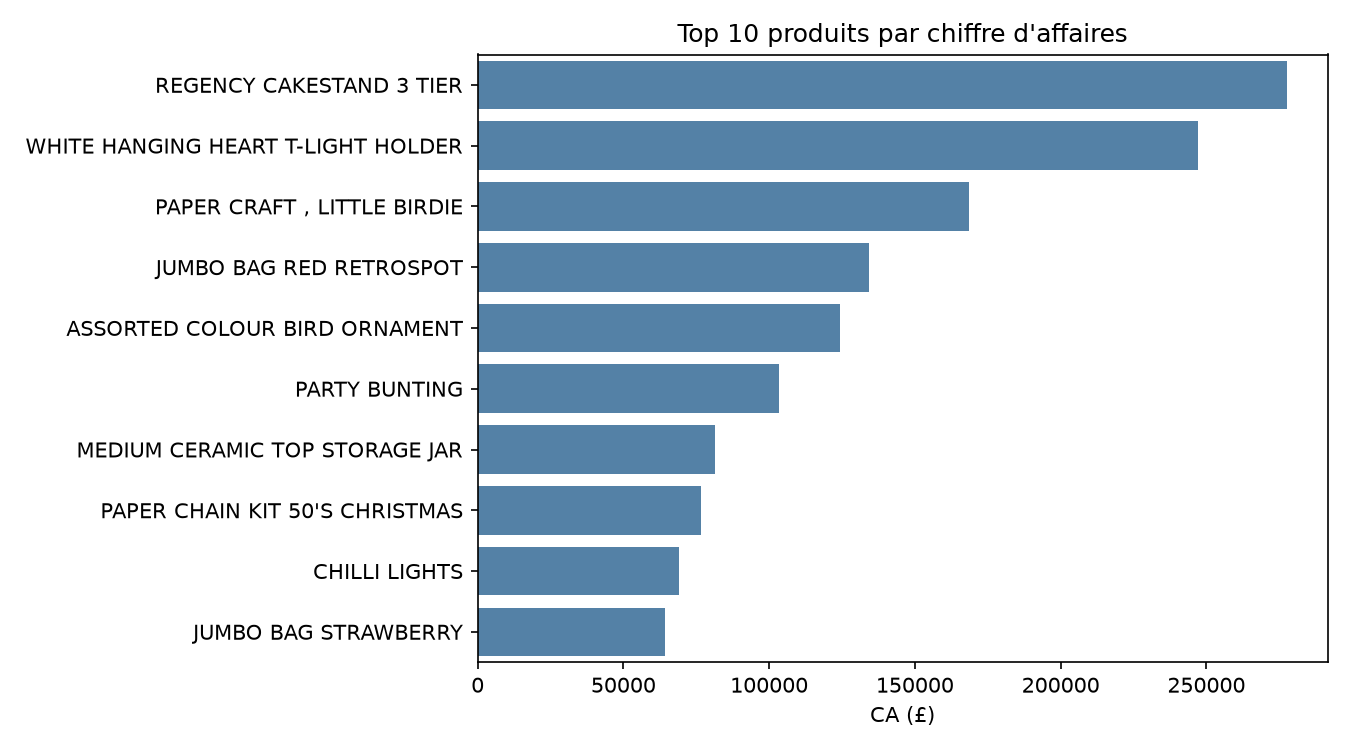 Top 10 produits par chiffre d'affaires
REGENCY CAKESTAND 3 TIER
WHITE HANGING HEART T-LIGHT HOLDER
PAPER CRAFT , LITTLE BIRDIE
JUMBO BAG RED RETROSPOT
ASSORTED COLOUR BIRD ORNAMENT
PARTY BUNTING
MEDIUM CERAMIC TOP STORAGE JAR
PAPER CHAIN KIT 50'S CHRISTMAS
CHILLI LIGHTS
JUMBO BAG STRAWBERRY
0 50000 100000 150000 200000 250000
CA (£)